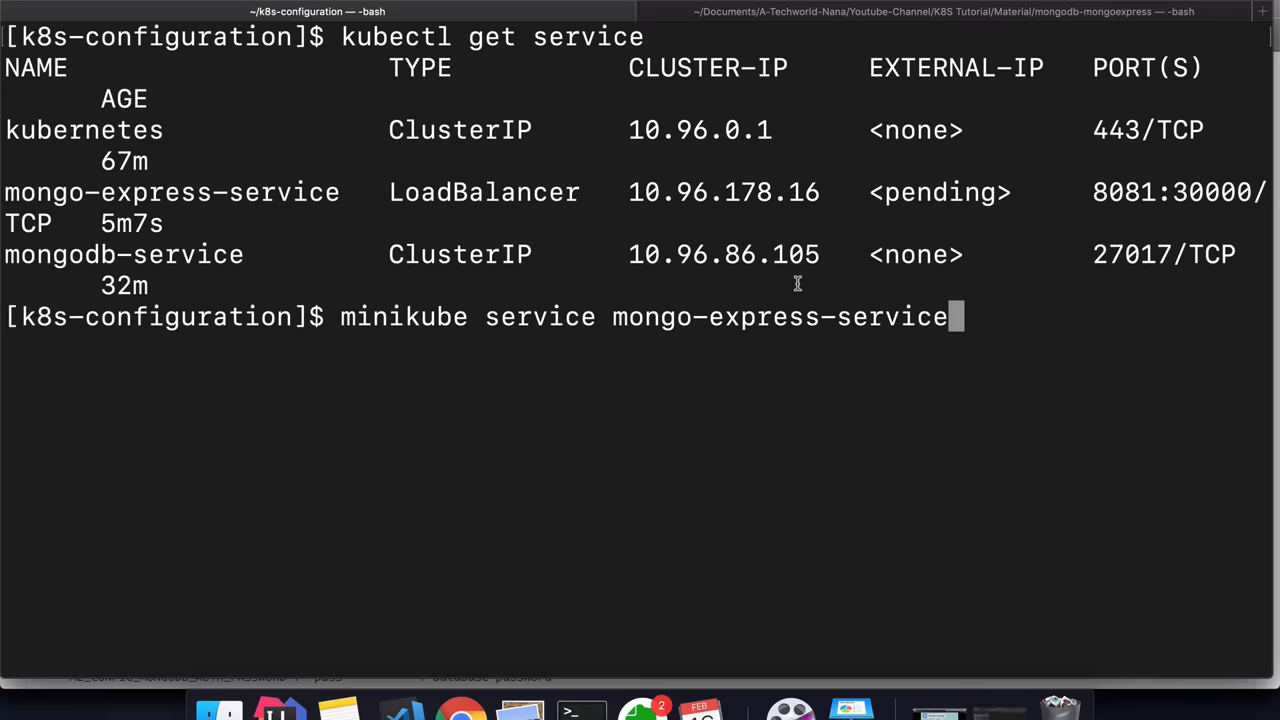 ~/k8s-configuration — -bash
~/Documents/A-Techworld-Nana/Youtube-Channel/K8S Tutorial/Material/mongodb-mongoexpress — -bash
[k8s-configuration]$ kubectl get service
NAME TYPE CLUSTER-IP EXTERNAL-IP PORT(S)
AGE
kubernetes ClusterIP 10.96.0.1 <none> 443/TCP
67m
mongo-express-service LoadBalancer 10.96.178.16 <pending> 8081:30000/
TCP 5m7s
mongodb-service ClusterIP 10.96.86.105 <none> 27017/TCP
32m
[k8s-configuration]$ minikube service mongo-express-service
2
FEB